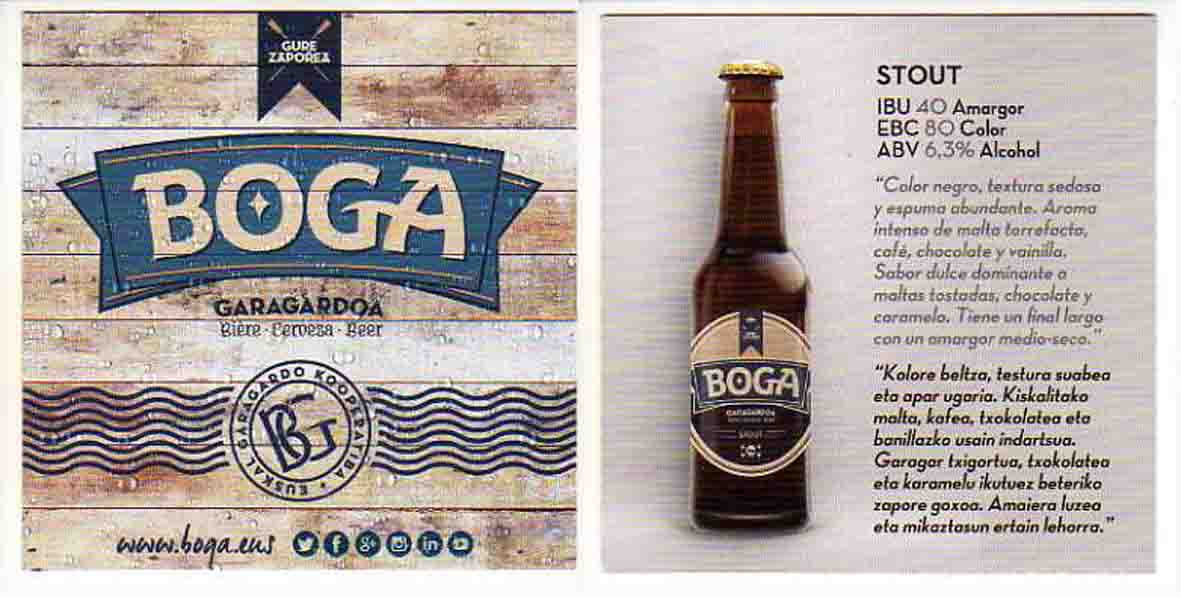 GURE
ZAPOREA
BOGA
GARAGARDOA
Bière · Cerveza · Beer
EUSKAL GARAGARDO KOOPERATIBA
BG
www.boga.eus
STOUT
IBU 40 Amargor
EBC 80 Color
ABV 6,3% Alcohol
“Color negro, textura sedosa
y espuma abundante. Aroma
intenso de malta torrefacta,
café, chocolate y vainilla.
Sabor dulce dominante a
maltas tostadas, chocolate y
caramelo. Tiene un final largo
con un amargor medio-seco.”
“Kolore beltza, testura suabea
eta apar ugaria. Kiskalitako
malta, kafea, txokolatea eta
banillazko usain indartsua.
Garagar txigortua, txokolatea
eta karamelu ikutuez beteriko
zapore goxoa. Amaiera luzea
eta mikaztasun ertain lehorra.”
BOGA
GARAGARDOA
STOUT